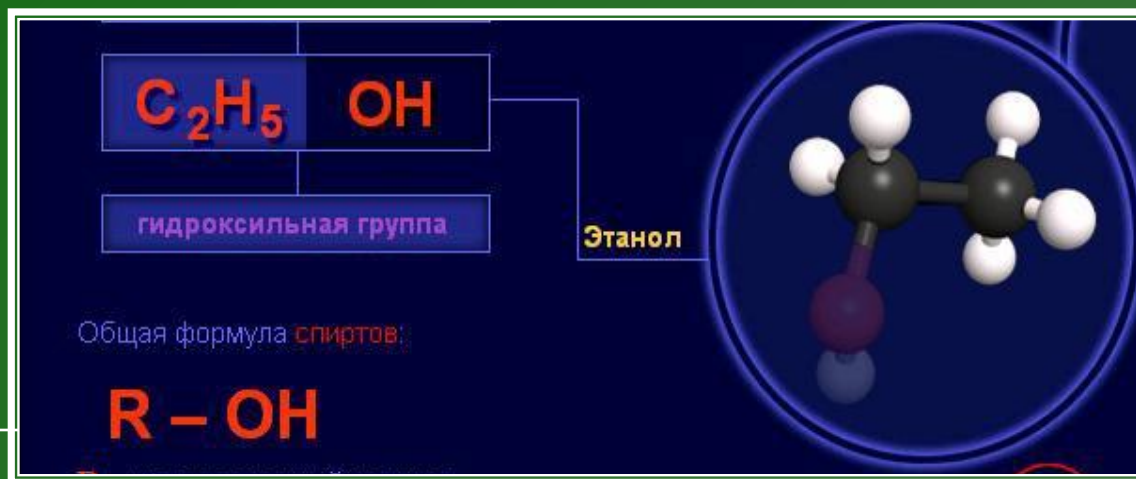 C₂H₅ OH
гидроксильная группа
Этанол
Общая формула спиртов:
R – OH